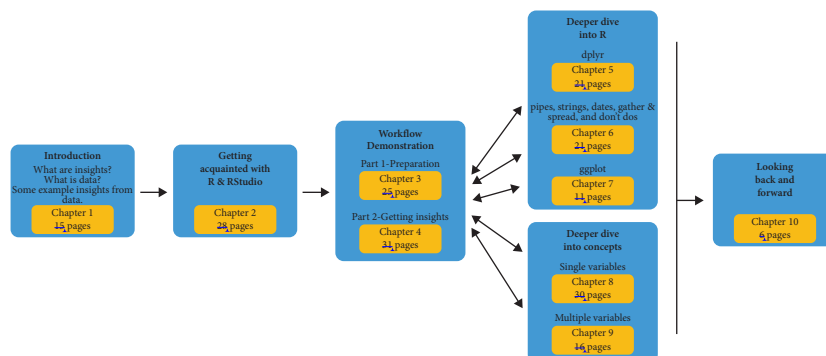 Introduction
What are insights?
What is data?
Some example insights from
data.
Chapter 1
15 pages
Getting
acquainted with
R & RStudio
Chapter 2
28 pages
Workflow
Demonstration
Part 1-Preparation
Chapter 3
25 pages
Part 2-Getting insights
Chapter 4
31 pages
Deeper dive
into R
dplyr
Chapter 5
21 pages
pipes, strings, dates, gather &
spread, and don't dos
Chapter 6
21 pages
ggplot
Chapter 7
11 pages
Deeper dive
into concepts
Single variables
Chapter 8
30 pages
Multiple variables
Chapter 9
16 pages
Looking
back and
forward
Chapter 10
6 pages